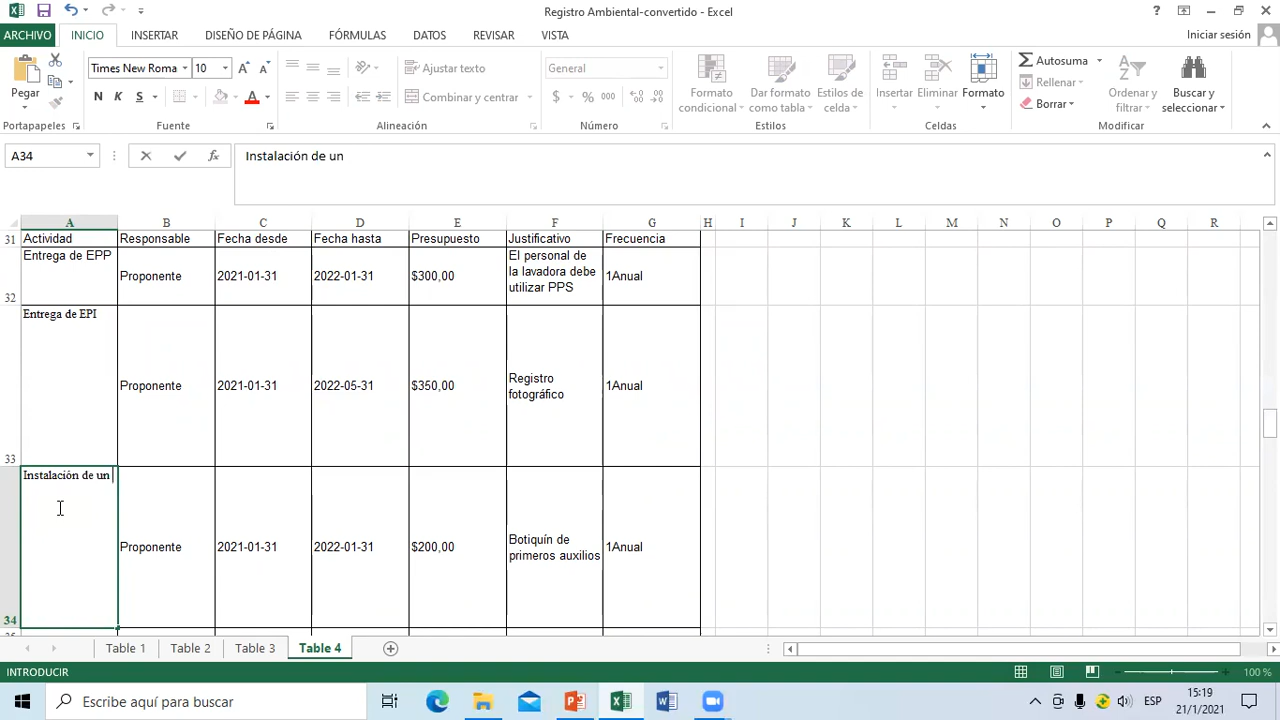 Registro Ambiental-convertido - Excel
?
ARCHIVO INICIO INSERTAR DISEÑO DE PÁGINA FÓRMULAS DATOS REVISAR VISTA Iniciar sesión
Pegar
Portapapeles
Times New Roma 10
N K S
Fuente
Ajustar texto
Combinar y centrar
Alineación
General
$ % 000
Número
Formato condicional
Dar formato como tabla
Estilos de celda
Estilos
Insertar Eliminar Formato
Celdas
Autosuma
Rellenar
Borrar
Ordenar y filtrar
Buscar y seleccionar
Modificar
A34 fx Instalación de un
A B C D E F G H I J K L M N O P Q R
31 Actividad Responsable Fecha desde Fecha hasta Presupuesto Justificativo Frecuencia
32 Entrega de EPP Proponente 2021-01-31 2022-01-31 $300,00 El personal de la lavadora debe utilizar PPS 1Anual
33 Entrega de EPI Proponente 2021-01-31 2022-05-31 $350,00 Registro fotográfico 1Anual
34 Instalación de un Proponente 2021-01-31 2022-01-31 $200,00 Botiquín de primeros auxilios 1Anual
Table 1 Table 2 Table 3 Table 4
INTRODUCIR 100 %
Escribe aquí para buscar
ESP
15:19
21/1/2021